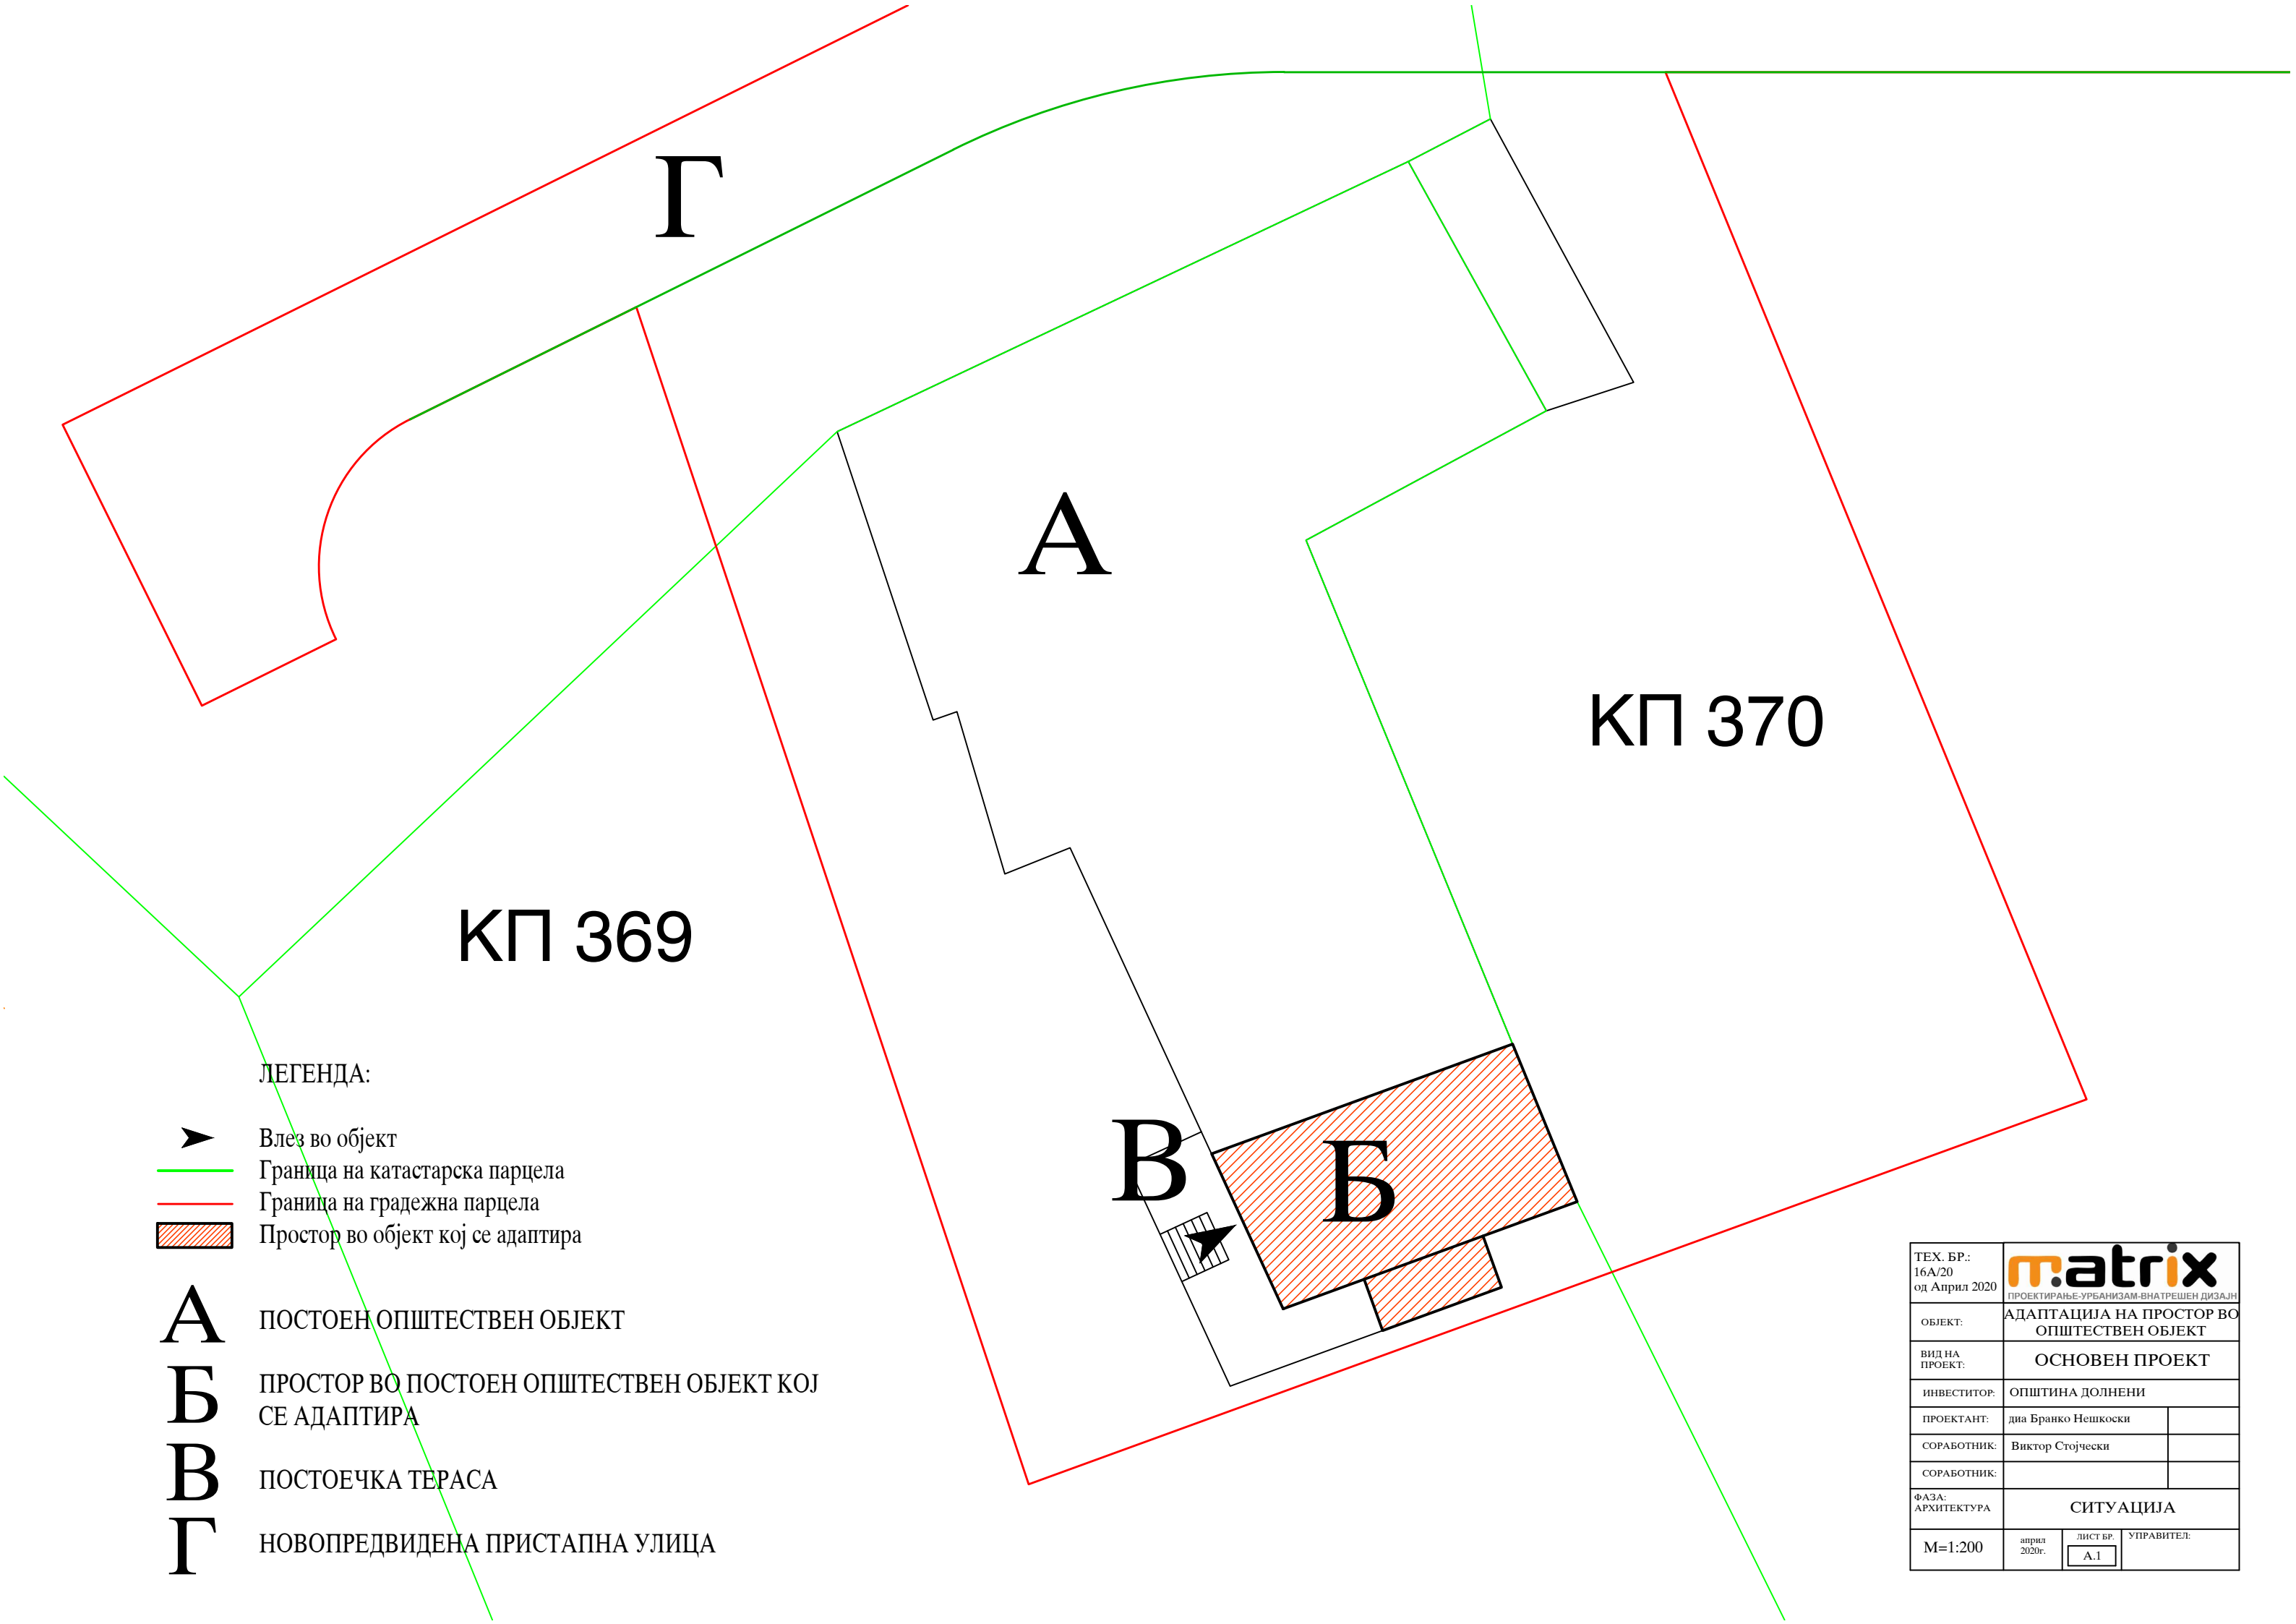 Г
А
КП 370
КП 369
В
Б
ЛЕГЕНДА:
Влез во објект
Граница на катастарска парцела
Граница на градежна парцела
Простор во објект кој се адаптира
А
ПОСТОЕН ОПШТЕСТВЕН ОБЈЕКТ
Б
ПРОСТОР ВО ПОСТОЕН ОПШТЕСТВЕН ОБЈЕКТ КОЈ
СЕ АДАПТИРА
В
ПОСТОЕЧКА ТЕРАСА
Г
НОВОПРЕДВИДЕНА ПРИСТАПНА УЛИЦА
ТЕХ. БР.:
16А/20
од Април 2020
matrix
ПРОЕКТИРАЊЕ-УРБАНИЗАМ-ВНАТРЕШЕН ДИЗАЈН
ОБЈЕКТ:
АДАПТАЦИЈА НА ПРОСТОР ВО
ОПШТЕСТВЕН ОБЈЕКТ
ВИД НА
ПРОЕКТ:
ОСНОВЕН ПРОЕКТ
ИНВЕСТИТОР:
ОПШТИНА ДОЛНЕНИ
ПРОЕКТАНТ:
диа Бранко Нешкоски
СОРАБОТНИК:
Виктор Стојчески
СОРАБОТНИК:
ФАЗА:
АРХИТЕКТУРА
СИТУАЦИЈА
М=1:200
април
2020г.
ЛИСТ БР.
А.1
УПРАВИТЕЛ: